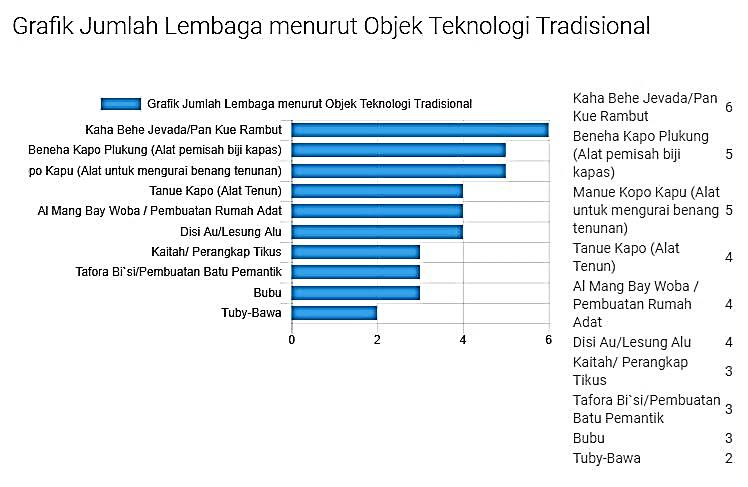 Grafik Jumlah Lembaga menurut Objek Teknologi Tradisional
Grafik Jumlah Lembaga menurut Objek Teknologi Tradisional
Kaha Behe Jevada/Pan Kue Rambut
Beneha Kapo Plukung (Alat pemisah biji kapas)
po Kapu (Alat untuk mengurai benang tenunan)
Tanue Kapo (Alat Tenun)
Al Mang Bay Woba / Pembuatan Rumah Adat
Disi Au/Lesung Alu
Kaitah/ Perangkap Tikus
Tafora Bi`si/Pembuatan Batu Pemantik
Bubu
Tuby-Bawa
0 2 4 6
Kaha Behe Jevada/Pan
Kue Rambut 6
Beneha Kapo Plukung
(Alat pemisah biji 5
kapas)
Manue Kopo Kapu (Alat
untuk mengurai benang 5
tenunan)
Tanue Kapo (Alat
Tenun) 4
Al Mang Bay Woba /
Pembuatan Rumah 4
Adat
Disi Au/Lesung Alu 4
Kaitah/ Perangkap
Tikus 3
Tafora Bi`si/Pembuatan
Batu Pemantik 3
Bubu 3
Tuby-Bawa 2